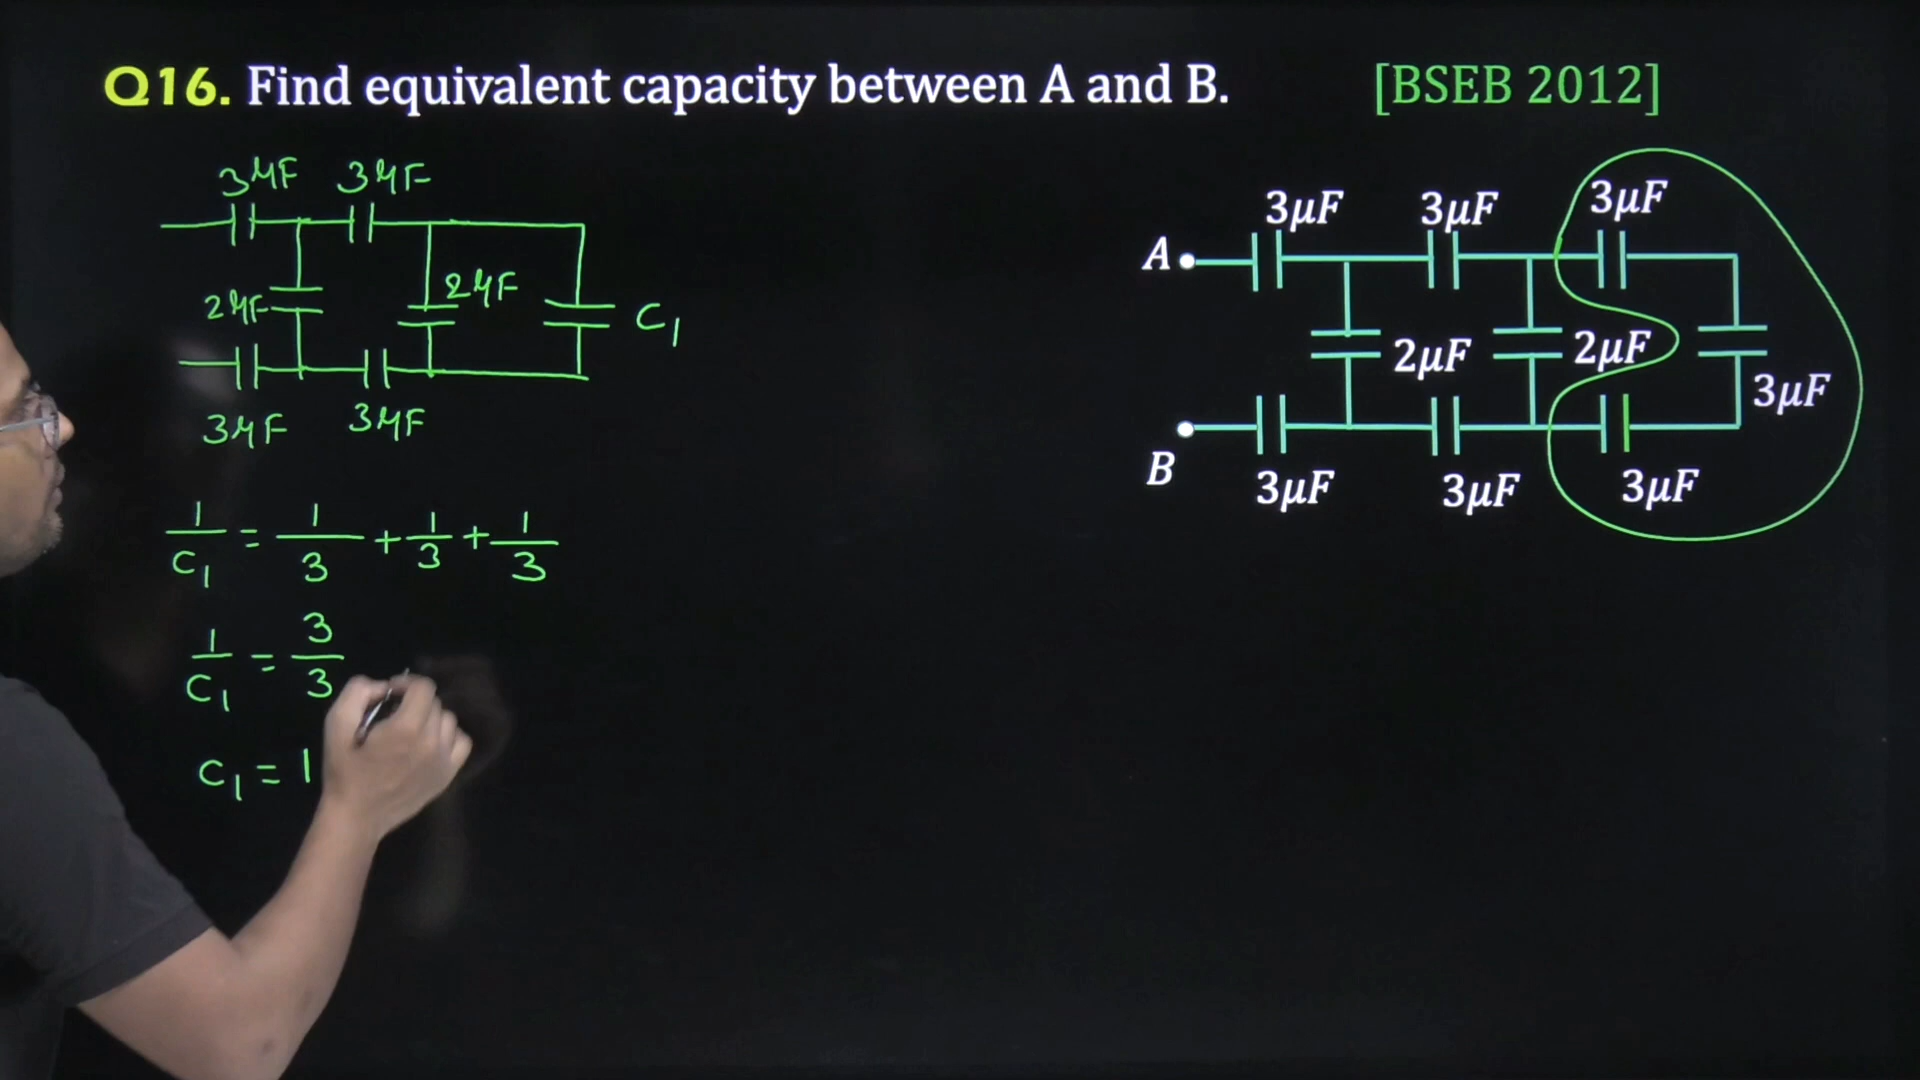 Q16. Find equivalent capacity between A and B. [BSEB 2012]
3μF 3μF
2μF 2μF C₁
3μF 3μF
3μF 3μF 3μF
A
2μF 2μF 3μF
B
3μF 3μF 3μF
1/C₁ = 1/3 + 1/3 + 1/3
1/C₁ = 3/3
C₁ = 1